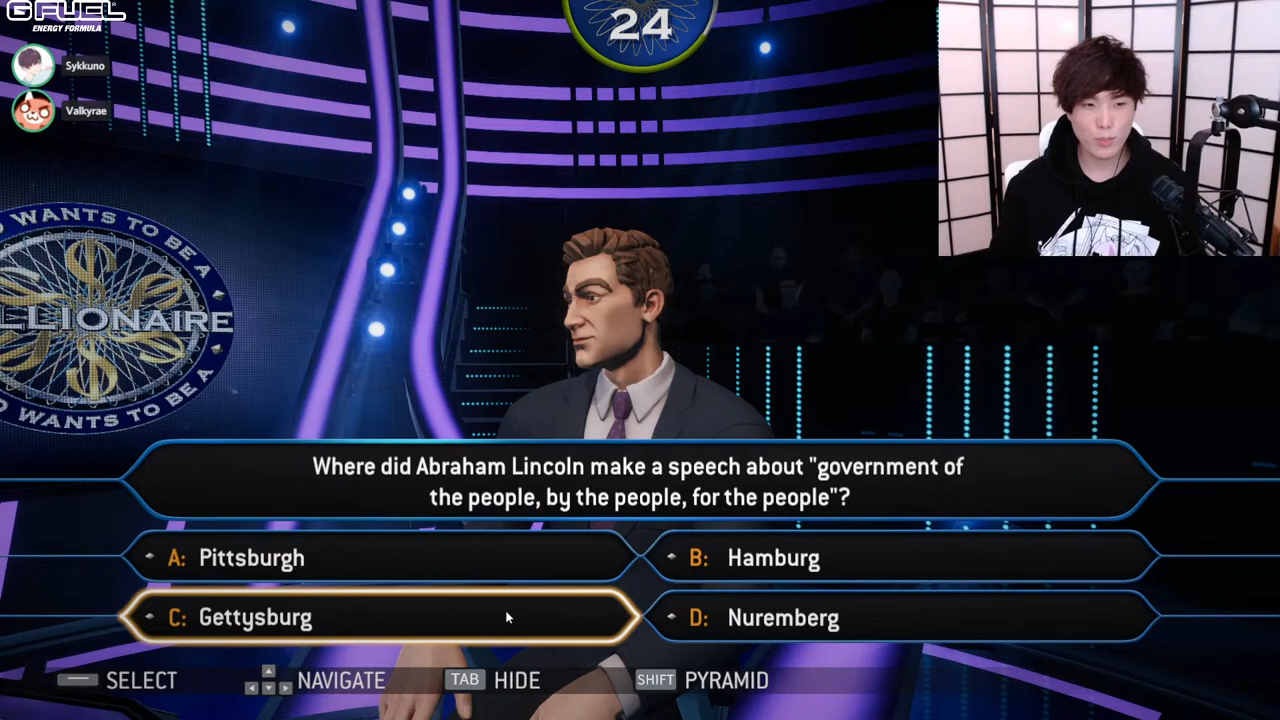 G FUEL
ENERGY FORMULA
24
Sykkuno
Valkyrae
WANTS TO BE A
LLIONAIRE
O WANTS TO BE A
Where did Abraham Lincoln make a speech about "government of
the people, by the people, for the people"?
A: Pittsburgh
B: Hamburg
C: Gettysburg
D: Nuremberg
SELECT
NAVIGATE
TAB HIDE
SHIFT PYRAMID